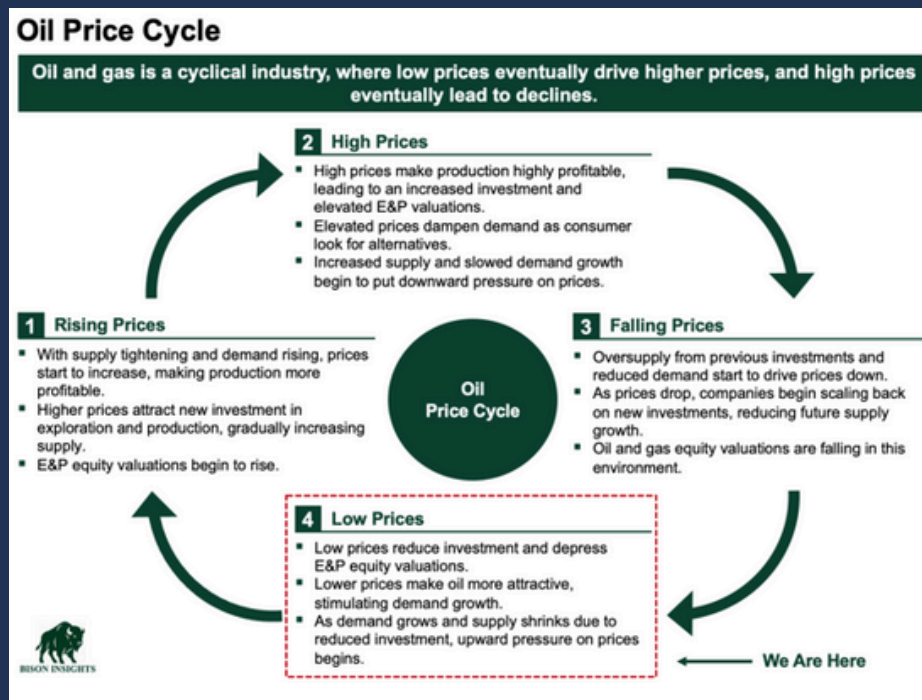 Oil Price Cycle
Oil and gas is a cyclical industry, where low prices eventually drive higher prices, and high prices
eventually lead to declines.
2 High Prices
▪ High prices make production highly profitable,
leading to an increased investment and
elevated E&P valuations.
▪ Elevated prices dampen demand as consumer
look for alternatives.
▪ Increased supply and slowed demand growth
begin to put downward pressure on prices.
1 Rising Prices
▪ With supply tightening and demand rising, prices
start to increase, making production more
profitable.
▪ Higher prices attract new investment in
exploration and production, gradually increasing
supply.
▪ E&P equity valuations begin to rise.
Oil
Price Cycle
3 Falling Prices
▪ Oversupply from previous investments and
reduced demand start to drive prices down.
▪ As prices drop, companies begin scaling back
on new investments, reducing future supply
growth.
▪ Oil and gas equity valuations are falling in this
environment.
4 Low Prices
▪ Low prices reduce investment and depress
E&P equity valuations.
▪ Lower prices make oil more attractive,
stimulating demand growth.
▪ As demand grows and supply shrinks due to
reduced investment, upward pressure on prices
begins.
We Are Here
BISON INSIGHTS